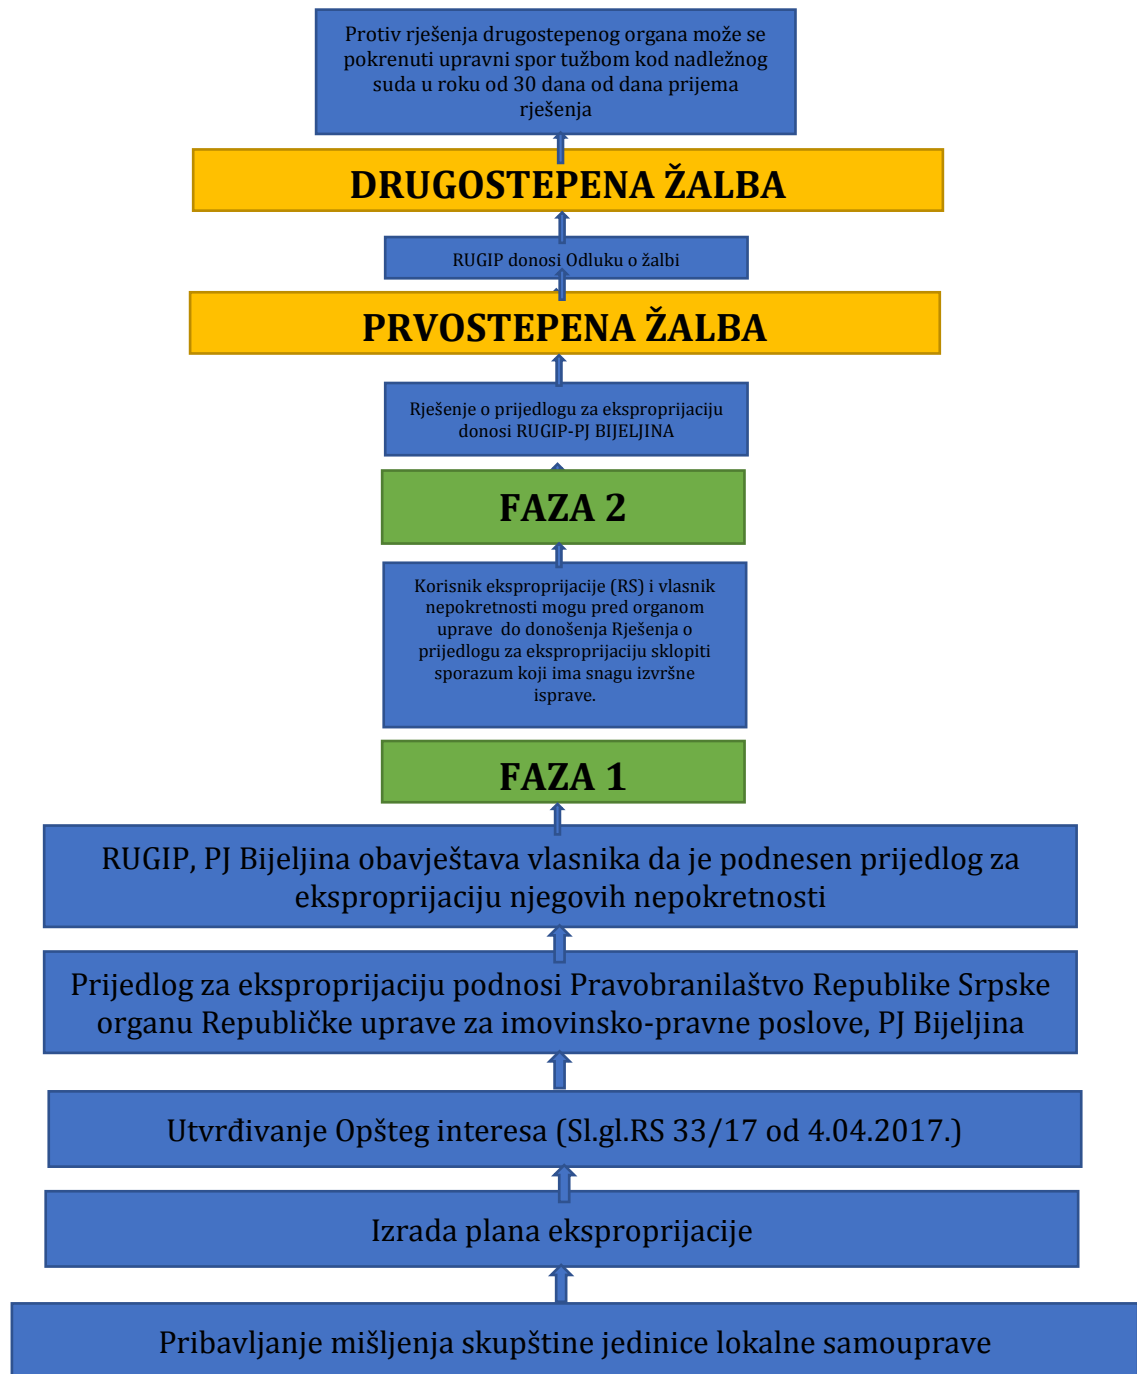 Protiv rješenja drugostepenog organa može se
pokrenuti upravni spor tužbom kod nadležnog
suda u roku od 30 dana od dana prijema
rješenja
DRUGOSTEPENA ŽALBA
RUGIP donosi Odluku o žalbi
PRVOSTEPENA ŽALBA
Rješenje o prijedlogu za eksproprijaciju
donosi RUGIP-PJ BIJELJINA
FAZA 2
Korisnik eksproprijacije (RS) i vlasnik
nepokretnosti mogu pred organom
uprave do donošenja Rješenja o
prijedlogu za eksproprijaciju sklopiti
sporazum koji ima snagu izvršne
isprave.
FAZA 1
RUGIP, PJ Bijeljina obavještava vlasnika da je podnesen prijedlog za
eksproprijaciju njegovih nepokretnosti
Prijedlog za eksproprijaciju podnosi Pravobranilaštvo Republike Srpske
organu Republičke uprave za imovinsko-pravne poslove, PJ Bijeljina
Utvrđivanje Opšteg interesa (Sl.gl.RS 33/17 od 4.04.2017.)
Izrada plana eksproprijacije
Pribavljanje mišljenja skupštine jedinice lokalne samouprave